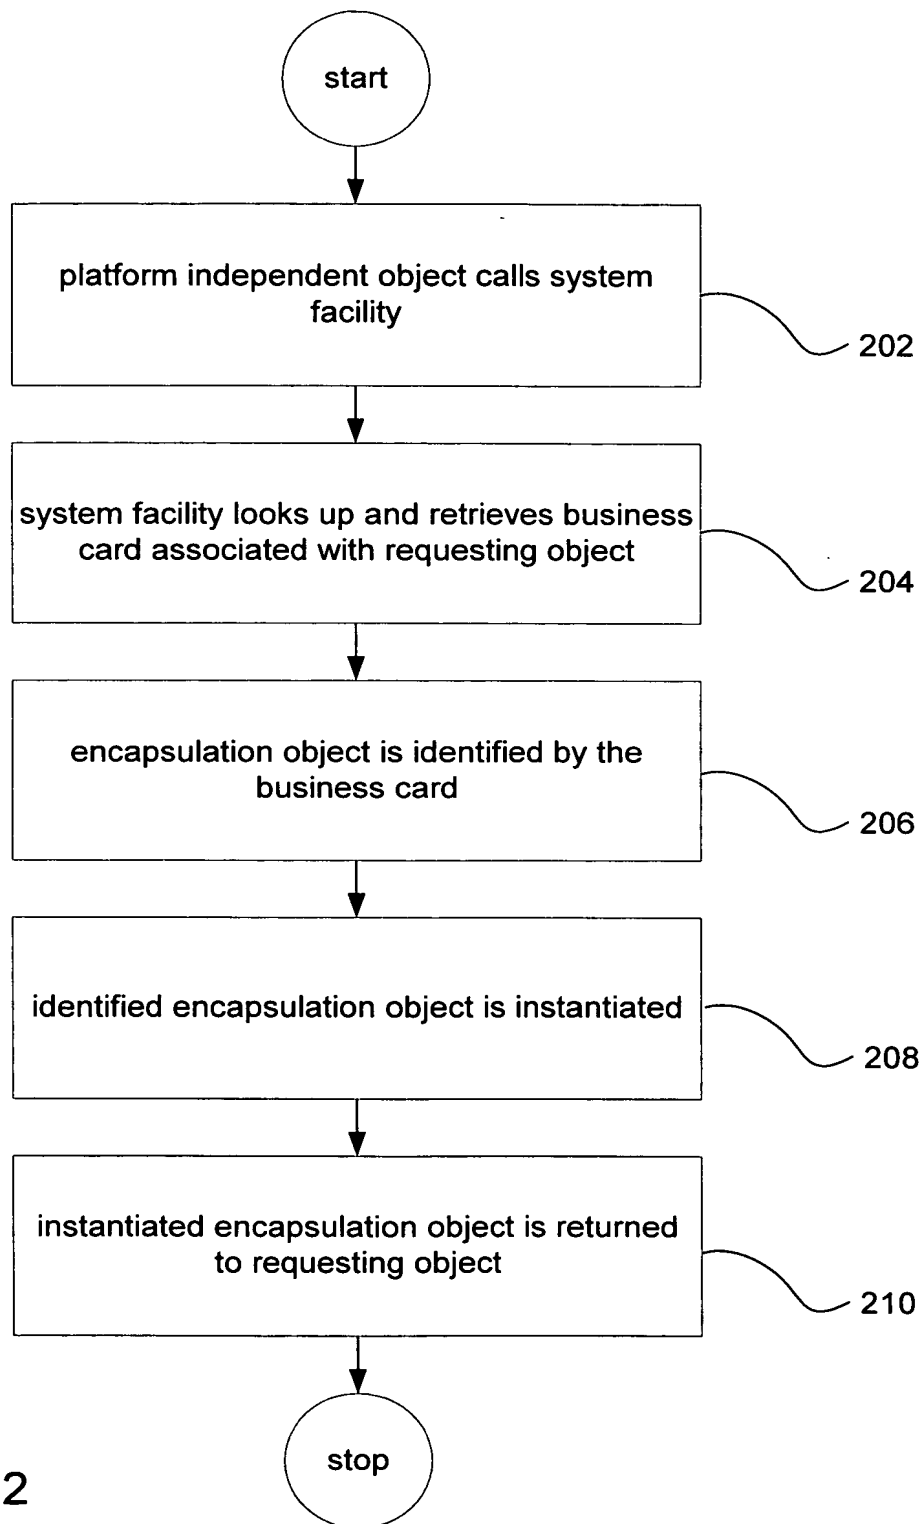 start
platform independent object calls system
facility
202
system facility looks up and retrieves business
card associated with requesting object
204
encapsulation object is identified by the
business card
206
identified encapsulation object is instantiated
208
instantiated encapsulation object is returned
to requesting object
210
stop
2